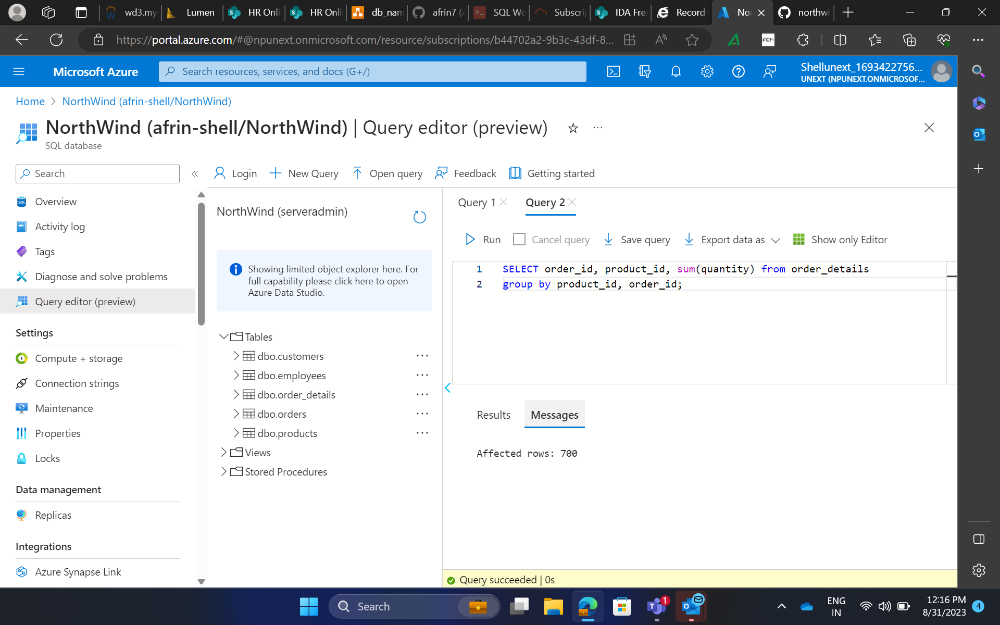 wd3.my
Lumen
HR Onli
HR Onli
db_nam
afrin7 (A
SQL Wo
Subscrip
IDA Fres
Record
Nor
northwi
https://portal.azure.com/#@npunext.onmicrosoft.com/resource/subscriptions/b44702a2-9b3c-43df-8...
FCM
Microsoft Azure
Search resources, services, and docs (G+/)
Shellunext_1693422756...
UNEXT (NPUNEXT.ONMICROSOF...
Home > NorthWind (afrin-shell/NorthWind)
NorthWind (afrin-shell/NorthWind) | Query editor (preview)
SQL database
Search
Login
New Query
Open query
Feedback
Getting started
Overview
Activity log
Tags
Diagnose and solve problems
Query editor (preview)
Settings
Compute + storage
Connection strings
Maintenance
Properties
Locks
Data management
Replicas
Integrations
Azure Synapse Link
NorthWind (serveradmin)
Showing limited object explorer here. For
full capability please click here to open
Azure Data Studio.
Tables
dbo.customers
dbo.employees
dbo.order_details
dbo.orders
dbo.products
Views
Stored Procedures
Query 1
Query 2
Run
Cancel query
Save query
Export data as
Show only Editor
1 SELECT order_id, product_id, sum(quantity) from order_details
2 group by product_id, order_id;
Results
Messages
Affected rows: 700
Query succeeded | 0s
Search
1
ENG
IN
12:16 PM
8/31/2023
4